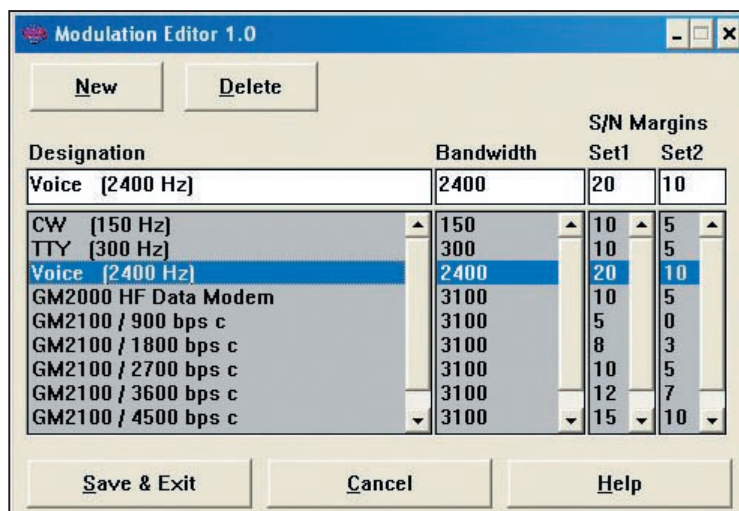 Modulation Editor 1.0
New Delete
S/N Margins
Designation Bandwidth Set1 Set2
Voice (2400 Hz) 2400 20 10
CW (150 Hz) 150 10 5
TTY (300 Hz) 300 10 5
Voice (2400 Hz) 2400 20 10
GM2000 HF Data Modem 3100 10 5
GM2100 / 900 bps c 3100 5 0
GM2100 / 1800 bps c 3100 8 3
GM2100 / 2700 bps c 3100 10 5
GM2100 / 3600 bps c 3100 12 7
GM2100 / 4500 bps c 3100 15 10
Save & Exit Cancel Help